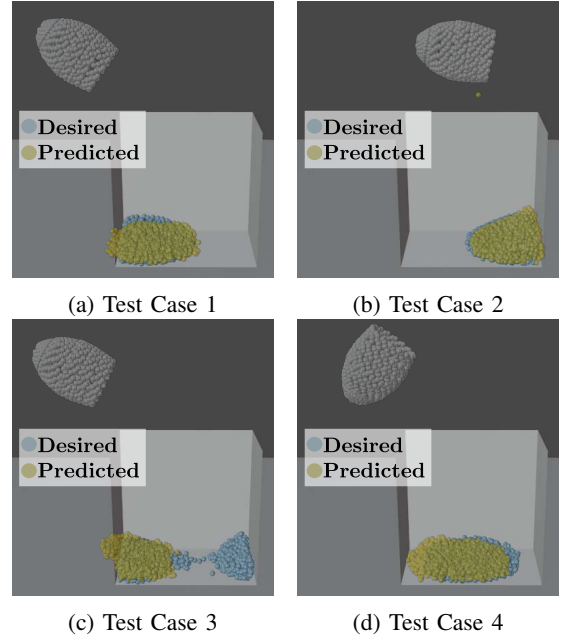 Desired
Predicted
Desired
Predicted
(a) Test Case 1
(b) Test Case 2
Desired
Predicted
Desired
Predicted
(c) Test Case 3
(d) Test Case 4